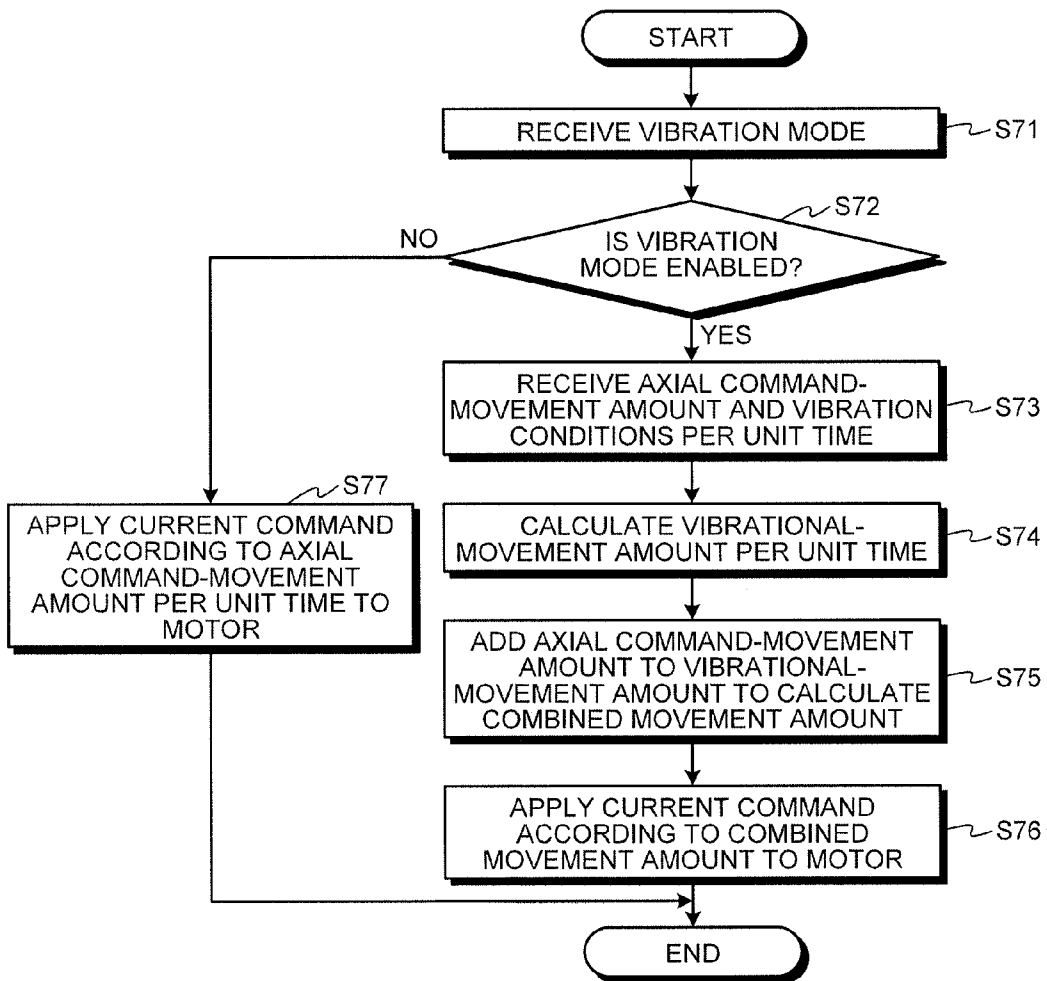 START
RECEIVE VIBRATION MODE
S71
S72
IS VIBRATION
MODE ENABLED?
NO
YES
RECEIVE AXIAL COMMAND-
MOVEMENT AMOUNT AND VIBRATION
CONDITIONS PER UNIT TIME
S73
S77
APPLY CURRENT COMMAND
ACCORDING TO AXIAL
COMMAND-MOVEMENT
AMOUNT PER UNIT TIME TO
MOTOR
CALCULATE VIBRATIONAL-
MOVEMENT AMOUNT PER UNIT TIME
S74
ADD AXIAL COMMAND-MOVEMENT
AMOUNT TO VIBRATIONAL-
MOVEMENT AMOUNT TO CALCULATE
COMBINED MOVEMENT AMOUNT
S75
APPLY CURRENT COMMAND
ACCORDING TO COMBINED
MOVEMENT AMOUNT TO MOTOR
S76
END